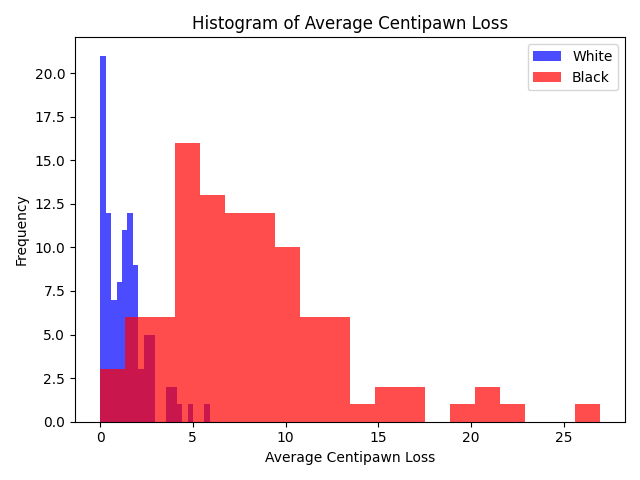 Histogram of Average Centipawn Loss
White
Black
Frequency
20.0
17.5
15.0
12.5
10.0
7.5
5.0
2.5
0.0
0 5 10 15 20 25
Average Centipawn Loss